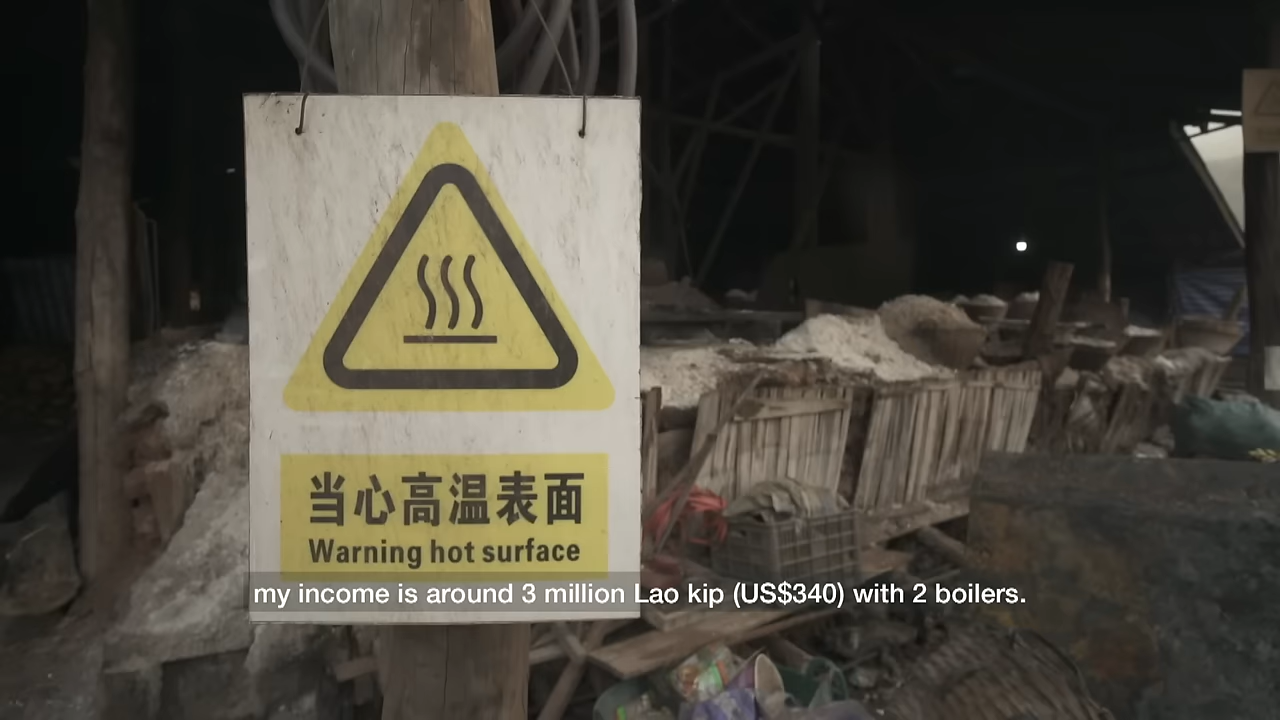 当心高温表面
Warning hot surface
my income is around 3 million Lao kip (US$340) with 2 boilers.